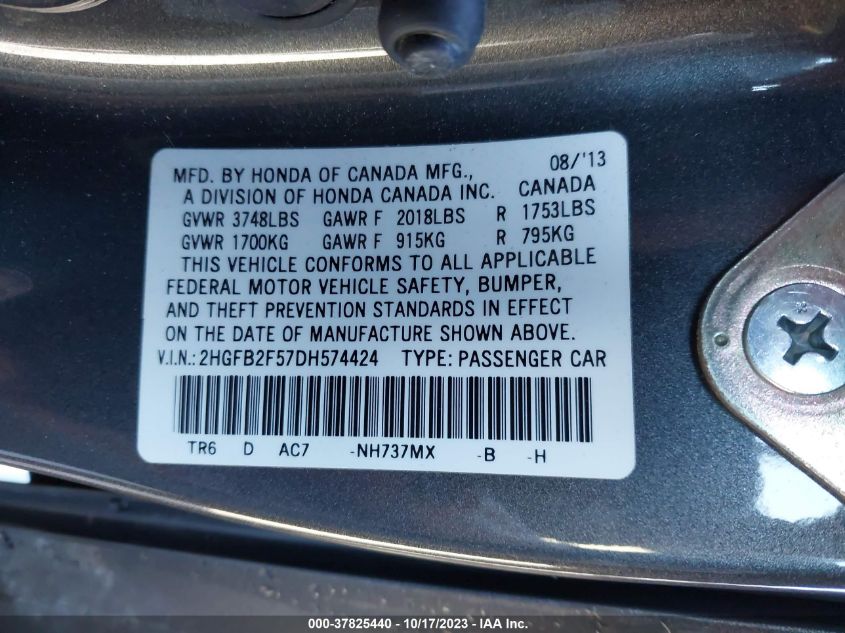 MFD. BY HONDA OF CANADA MFG., 08/'13
A DIVISION OF HONDA CANADA INC. CANADA
GVWR 3748LBS GAWR F 2018LBS R 1753LBS
GVWR 1700KG GAWR F 915KG R 795KG
THIS VEHICLE CONFORMS TO ALL APPLICABLE
FEDERAL MOTOR VEHICLE SAFETY, BUMPER,
AND THEFT PREVENTION STANDARDS IN EFFECT
ON THE DATE OF MANUFACTURE SHOWN ABOVE.
V.I.N.: 2HGFB2F57DH574424 TYPE: PASSENGER CAR
TR6 D AC7 -NH737MX -B -H
000-37825440 - 10/17/2023 - IAA Inc.